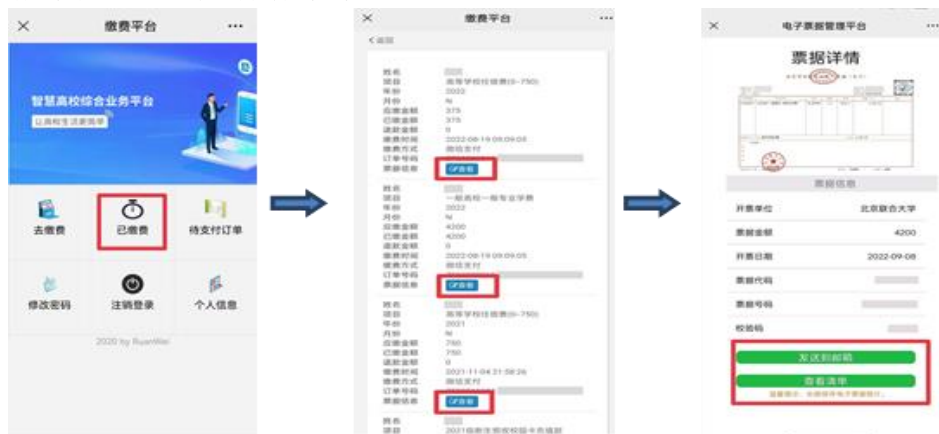 缴费平台
智慧高校综合业务平台
让高校生活更简单
去缴费
已缴费
待支付订单
修改密码
注销登录
个人信息
2020 by RuanWei
缴费平台
<返回
姓名
项目 高等学校住宿费(0-750)
年份 2022
月份 N
应缴金额 375
已缴金额 375
退款金额 0
缴费时间 2022-08-19 09:09:05
缴费方式 微信支付
订单号码
票据信息 查看
姓名
项目 一般高校一般专业学费
年份 2022
月份 N
应缴金额 4200
已缴金额 4200
退款金额 0
缴费时间 2022-08-19 09:09:05
缴费方式 微信支付
订单号码
票据信息 查看
姓名
项目 高等学校住宿费(0-750)
年份 2021
月份 N
应缴金额 750
已缴金额 750
退款金额 0
缴费时间 2021-11-04 21:58:26
缴费方式 微信支付
订单号码
票据信息 查看
姓名
项目
电子票据管理平台
票据详情
票据信息
开票单位 北京联合大学
票据金额 4200
开票日期 2022-09-08
票据代码
票据号码
校验码
发送到邮箱
查看清单